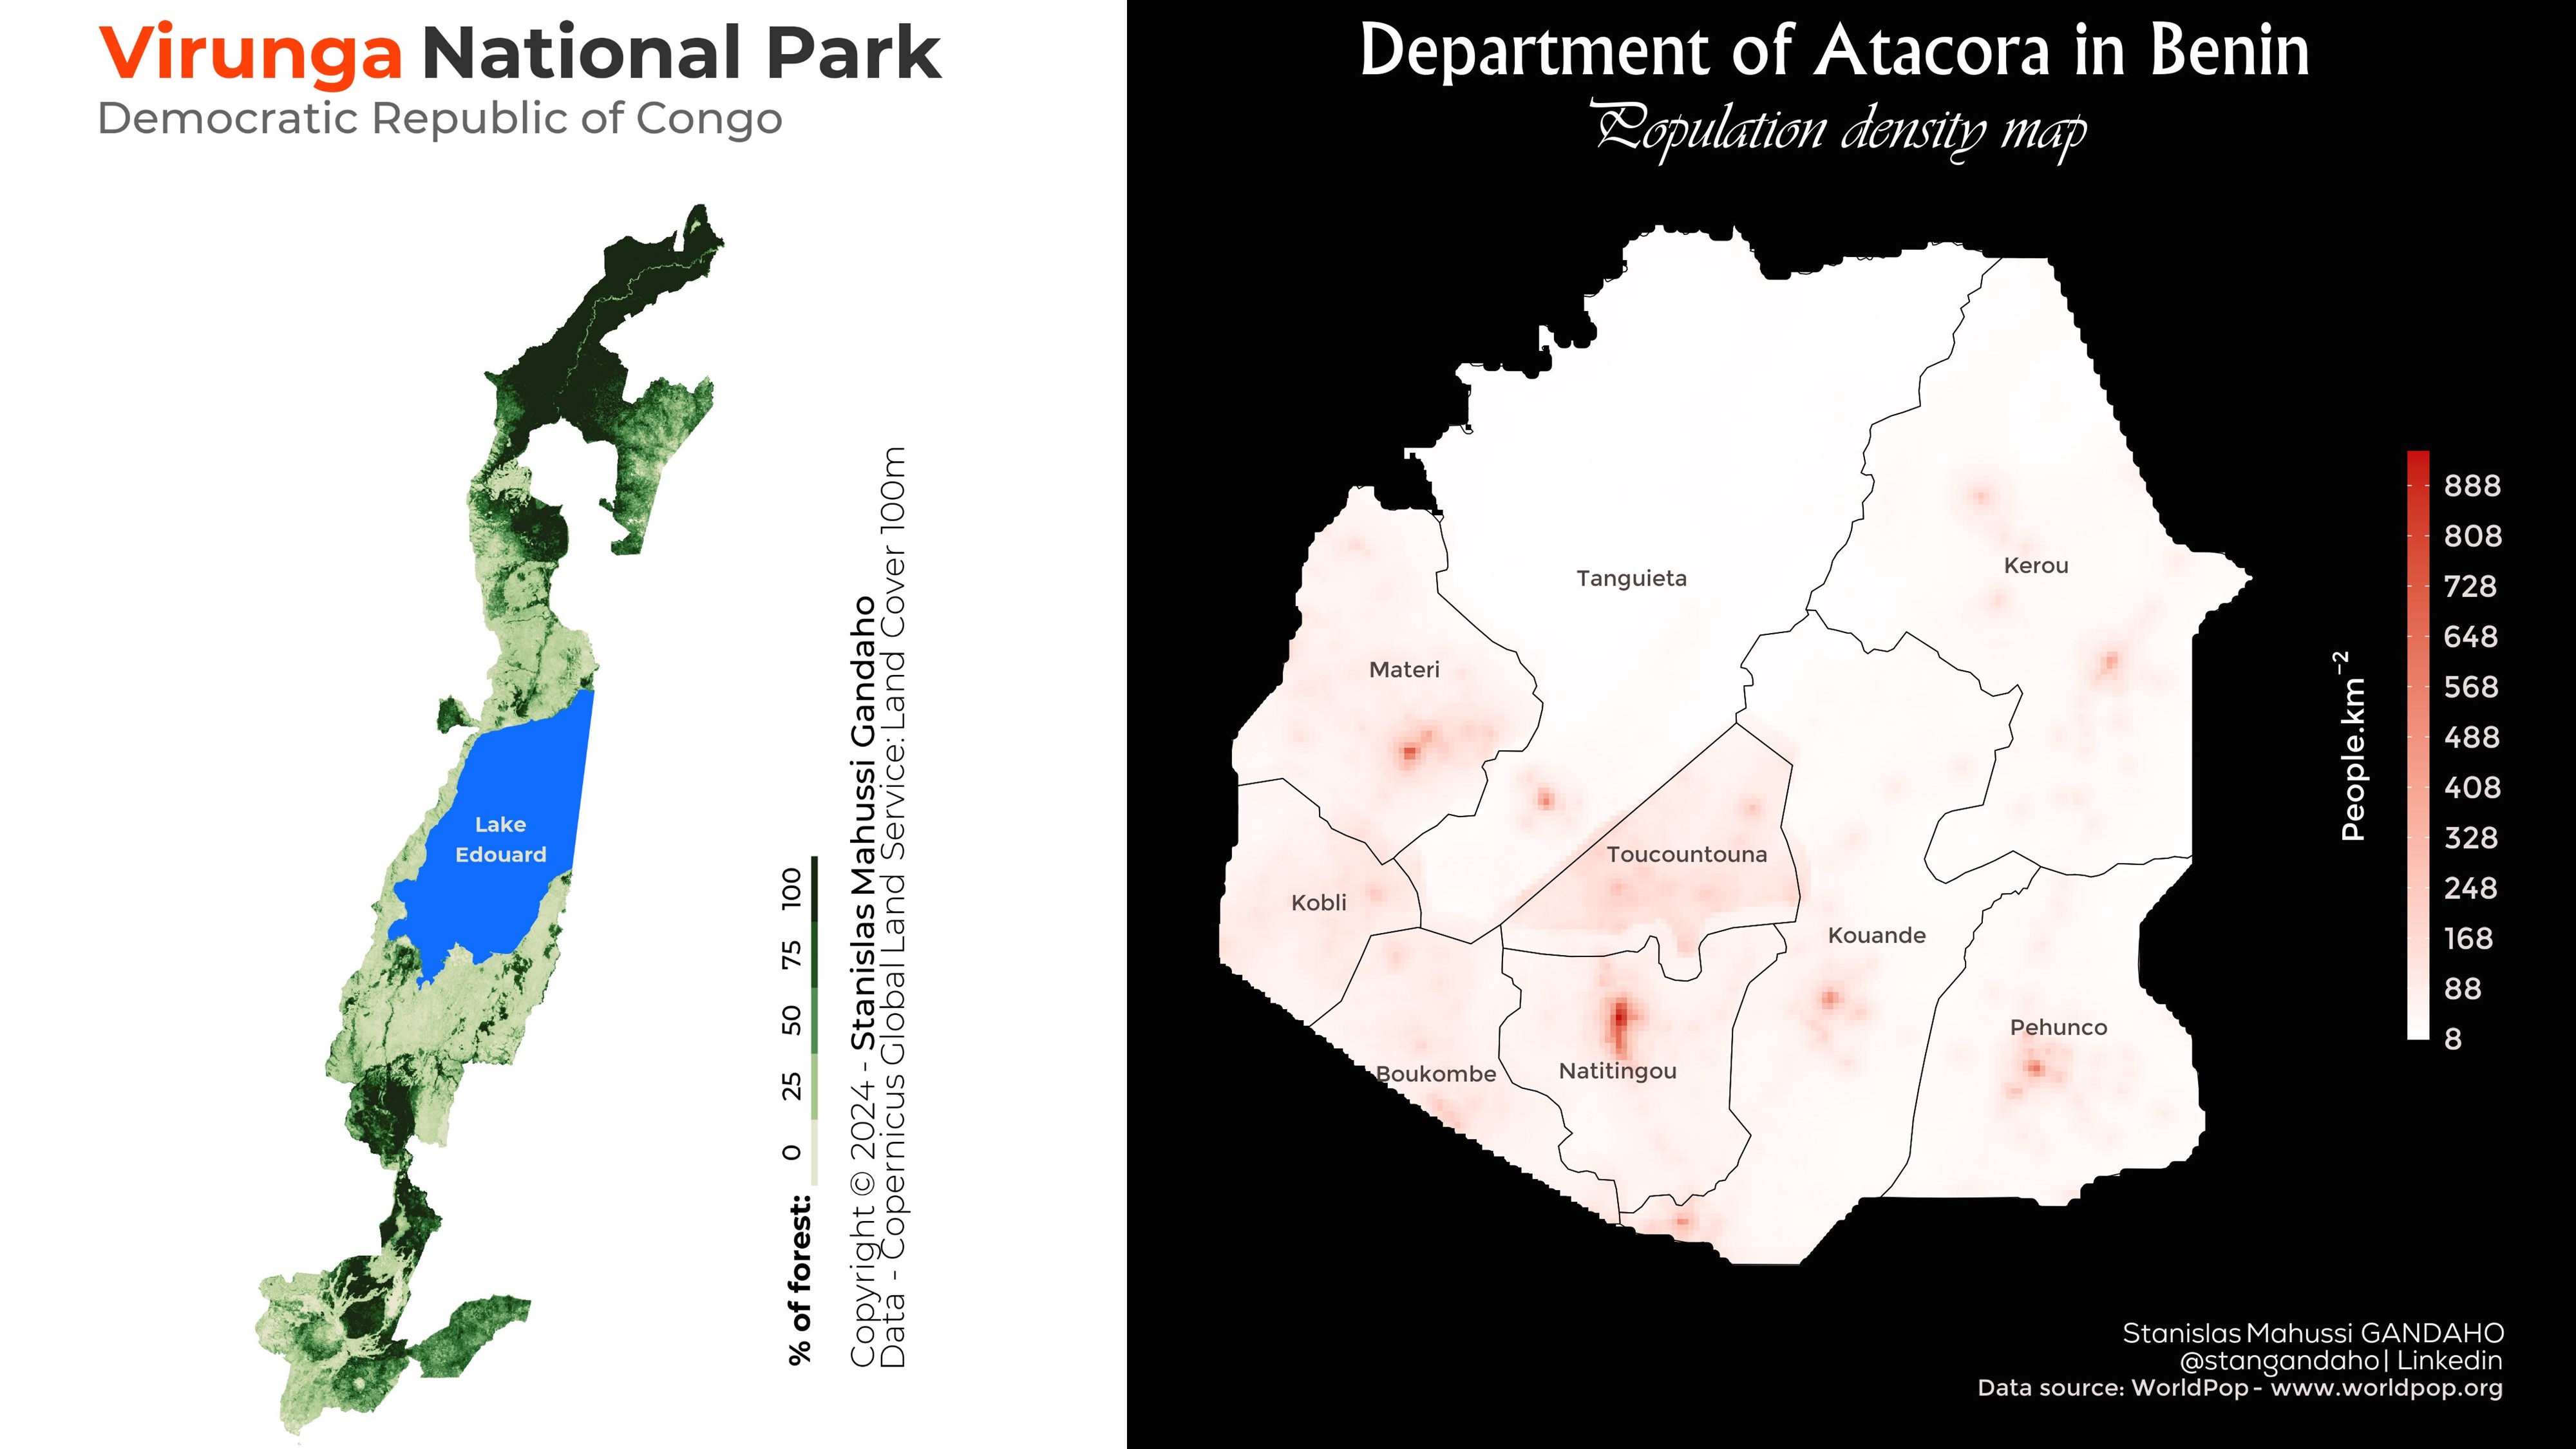 Virunga National Park
Democratic Republic of Congo
Lake
Edouard
% of forest:
0
25
50
75
100
Copyright © 2024 - Stanislas Mahussi Gandaho
Data - Copernicus Global Land Service: Land Cover 100m
Department of Atacora in Benin
Population density map
Kerou
Tanguieta
Materi
Toucountouna
Kobli
Kouande
Pehunco
Boukombe
Natitingou
People.km−2
888
808
728
648
568
488
408
328
248
168
88
8
Stanislas Mahussi GANDAHO
@stangandaho| Linkedin
Data source: WorldPop - www.worldpop.org